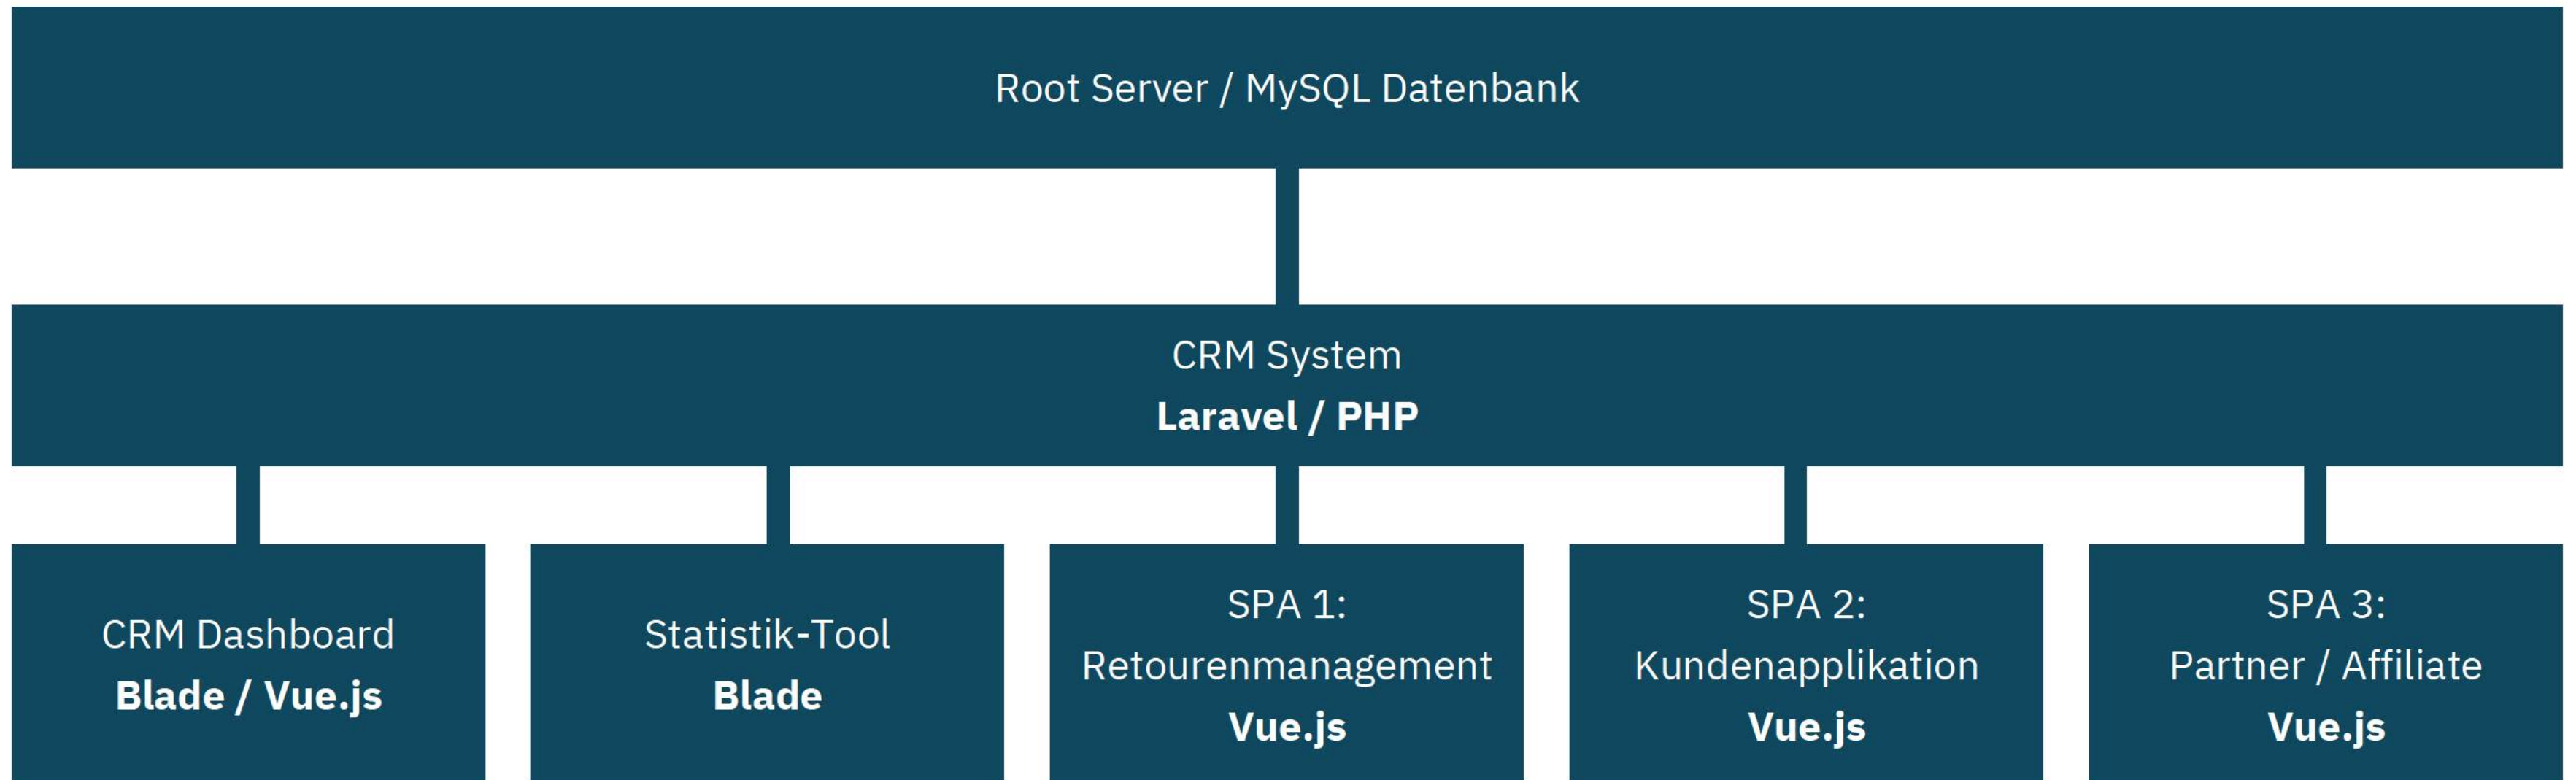 Root Server / MySQL Datenbank
CRM System
Laravel / PHP
CRM Dashboard
Blade / Vue.js
Statistik-Tool
Blade
SPA 1:
Retourenmanagement
Vue.js
SPA 2:
Kundenapplikation
Vue.js
SPA 3:
Partner / Affiliate
Vue.js